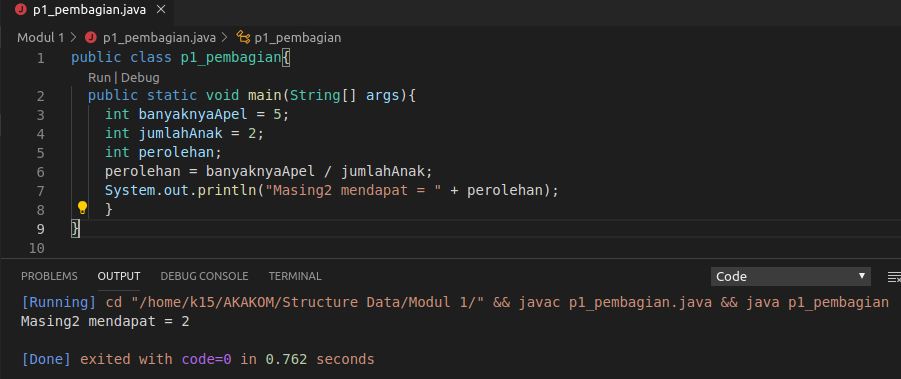 p1_pembagian.java ×
Modul 1 > p1_pembagian.java > p1_pembagian
1 public class p1_pembagian{
Run | Debug
2 public static void main(String[] args){
3 int banyaknyaApel = 5;
4 int jumlahAnak = 2;
5 int perolehan;
6 perolehan = banyaknyaApel / jumlahAnak;
7 System.out.println("Masing2 mendapat = " + perolehan);
8 }
9 }
10
PROBLEMS OUTPUT DEBUG CONSOLE TERMINAL Code
[Running] cd "/home/k15/AKAKOM/Structure Data/Modul 1/" && javac p1_pembagian.java && java p1_pembagian
Masing2 mendapat = 2
[Done] exited with code=0 in 0.762 seconds